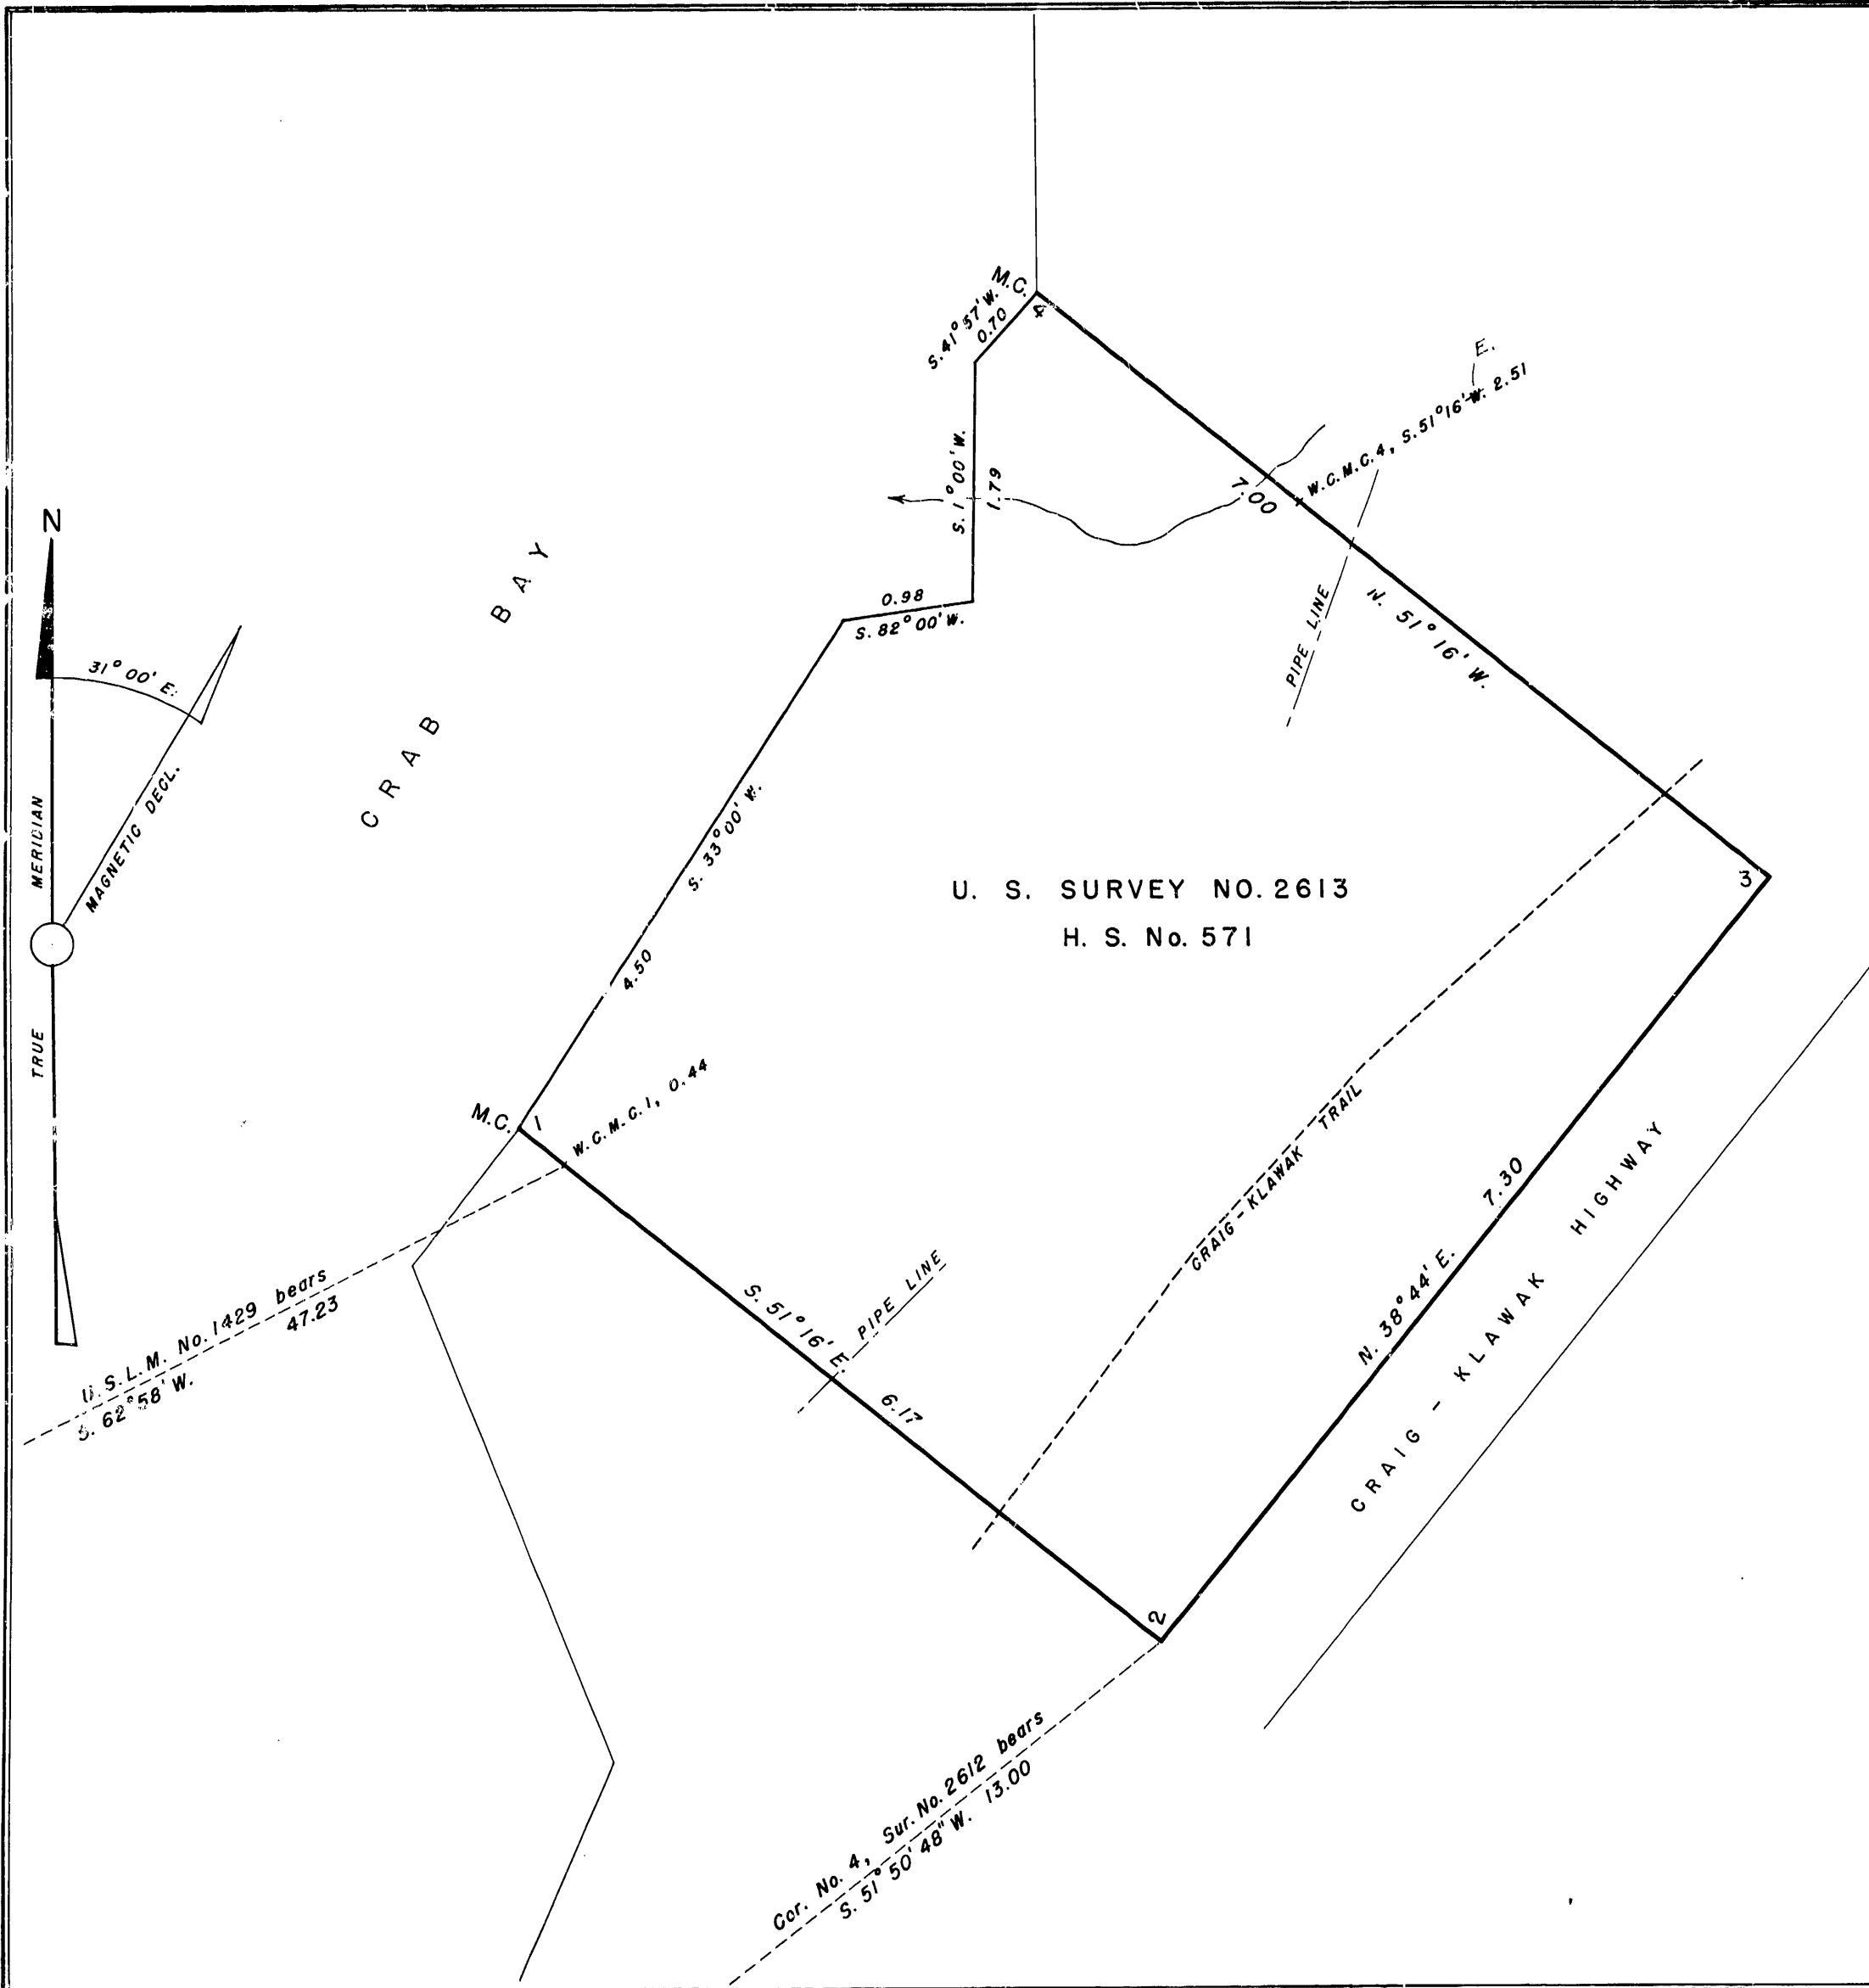 M.C.
4
S. 41° 57' W.
0.70
E.
W.C.M.C. 4, S. 51° 16' W. 2.51
S. 1° 00' W.
1.79
7.00
N
CRAB BAY
0.98
S. 82° 00' W.
PIPE LINE
N. 51° 16' W.
31° 00' E.
MAGNETIC DECL.
TRUE MERIDIAN
S. 33° 00' W.
4.50
U. S. SURVEY NO. 2613
H. S. No. 571
3
M.C.
1
W.C.M.C. 1, 0.44
CRAIG - KLAWAK TRAIL
7.30
N. 38° 44' E.
CRAIG - KLAWAK HIGHWAY
U.S.L.M. No. 1429 bears
47.23
S. 62° 58' W.
S. 51° 16' E.
PIPE LINE
6.17
2
Cor. No. 4, Sur. No. 2612 bears
S. 51° 50' 48" W. 13.00